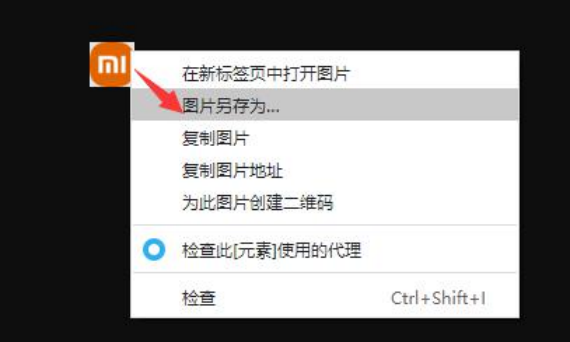 mi
在新标签页中打开图片
图片另存为...
复制图片
复制图片地址
为此图片创建二维码
检查此[元素]使用的代理
检查 Ctrl+Shift+I